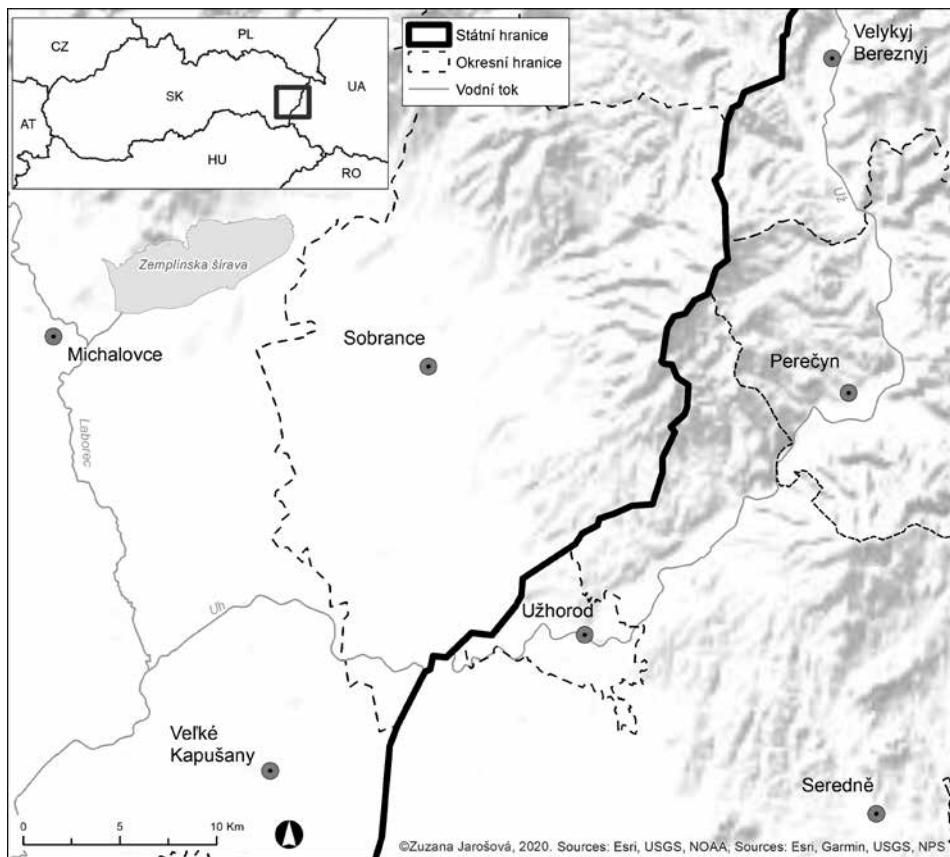 CZ
PL
SK
UA
AT
HU
RO
Státní hranice
Okresní hranice
Vodní tok
Velykyj
Bereznyj
Už
Zemplínska šírava
Michalovce
Sobrance
Perečyn
Laborec
Uh
Užhorod
Veľké
Kapušany
Seredně
0 5 10 Km
©Zuzana Jarošová, 2020. Sources: Esri, USGS, NOAA, Sources: Esri, Garmin, USGS, NPS